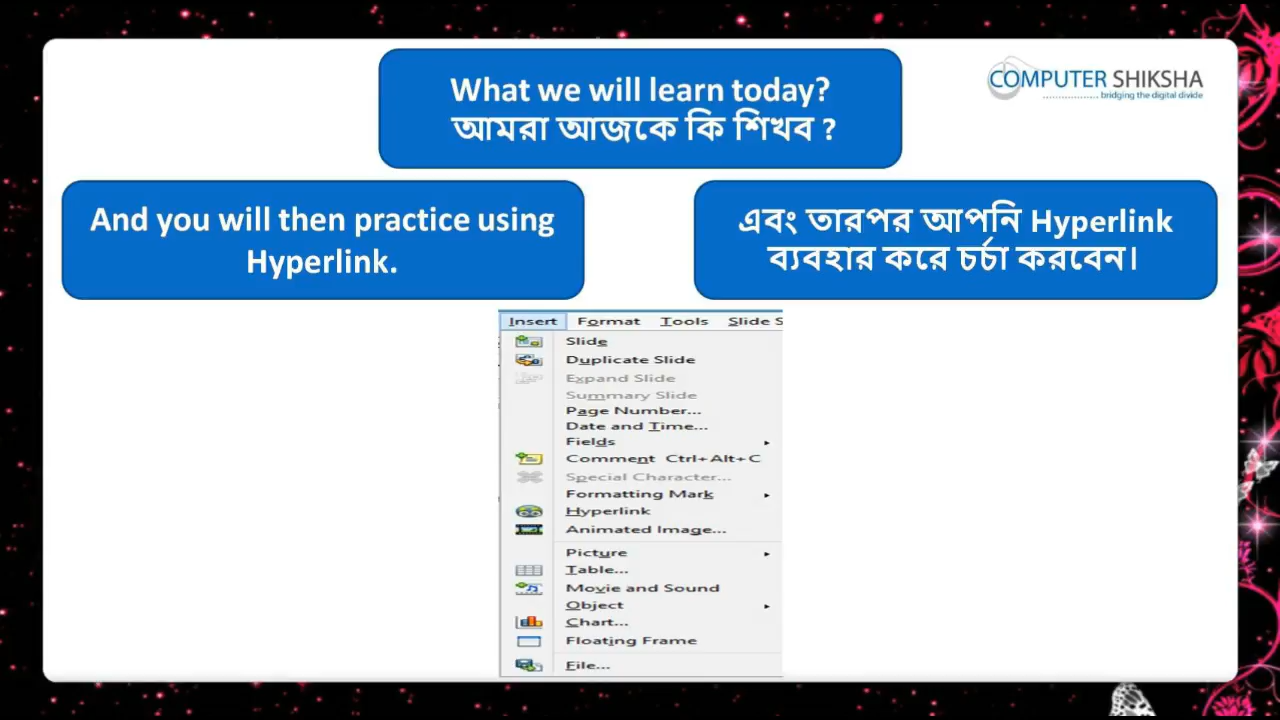 What we will learn today?
আমরা আজকে কি শিখব ?
COMPUTER SHIKSHA
bridging the digital divide
And you will then practice using
Hyperlink.
এবং তারপর আপনি Hyperlink
ব্যবহার করে চর্চা করবেন।
Insert Format Tools Slide S
Slide
Duplicate Slide
Expand Slide
Summary Slide
Page Number...
Date and Time...
Fields
Comment Ctrl+Alt+C
Special Character...
Formatting Mark
Hyperlink
Animated Image...
Picture
Table...
Movie and Sound
Object
Chart...
Floating Frame
File...